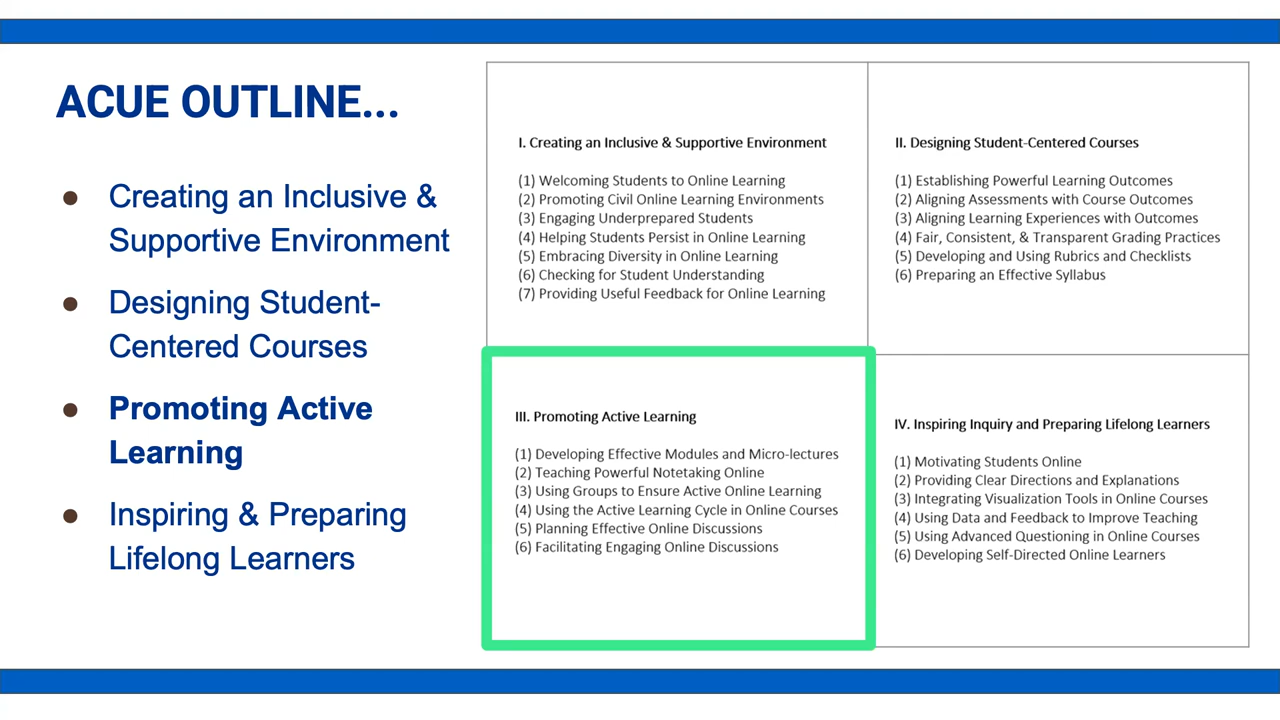 ACUE OUTLINE...
● Creating an Inclusive &
Supportive Environment
● Designing Student-
Centered Courses
● Promoting Active
Learning
● Inspiring & Preparing
Lifelong Learners
I. Creating an Inclusive & Supportive Environment
(1) Welcoming Students to Online Learning
(2) Promoting Civil Online Learning Environments
(3) Engaging Underprepared Students
(4) Helping Students Persist in Online Learning
(5) Embracing Diversity in Online Learning
(6) Checking for Student Understanding
(7) Providing Useful Feedback for Online Learning
II. Designing Student-Centered Courses
(1) Establishing Powerful Learning Outcomes
(2) Aligning Assessments with Course Outcomes
(3) Aligning Learning Experiences with Outcomes
(4) Fair, Consistent, & Transparent Grading Practices
(5) Developing and Using Rubrics and Checklists
(6) Preparing an Effective Syllabus
III. Promoting Active Learning
(1) Developing Effective Modules and Micro-lectures
(2) Teaching Powerful Notetaking Online
(3) Using Groups to Ensure Active Online Learning
(4) Using the Active Learning Cycle in Online Courses
(5) Planning Effective Online Discussions
(6) Facilitating Engaging Online Discussions
IV. Inspiring Inquiry and Preparing Lifelong Learners
(1) Motivating Students Online
(2) Providing Clear Directions and Explanations
(3) Integrating Visualization Tools in Online Courses
(4) Using Data and Feedback to Improve Teaching
(5) Using Advanced Questioning in Online Courses
(6) Developing Self-Directed Online Learners